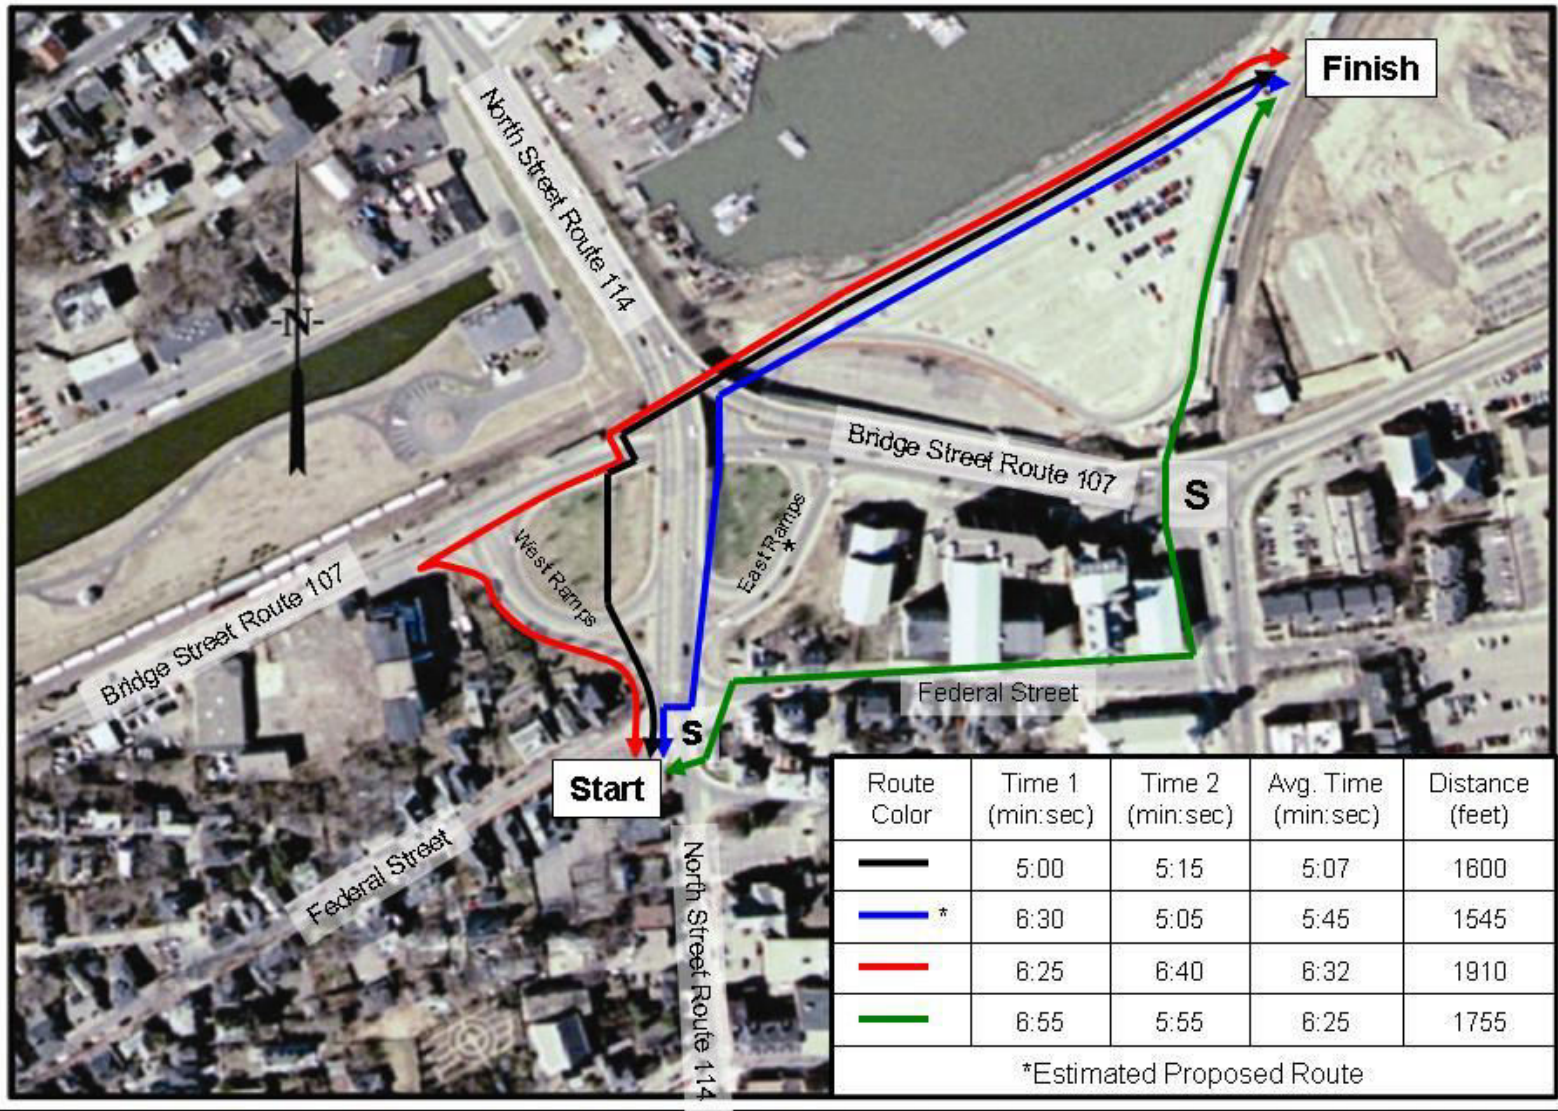 Finish
North Street Route 114
-N-
Bridge Street Route 107
S
West Ramps
East Ramps
*
Bridge Street Route 107
Federal Street
S
Start
Federal Street
North Street Route 114
Route Color Time 1 (min:sec) Time 2 (min:sec) Avg. Time (min:sec) Distance (feet)
5:00 5:15 5:07 1600
* 6:30 5:05 5:45 1545
6:25 6:40 6:32 1910
6:55 5:55 6:25 1755
*Estimated Proposed Route